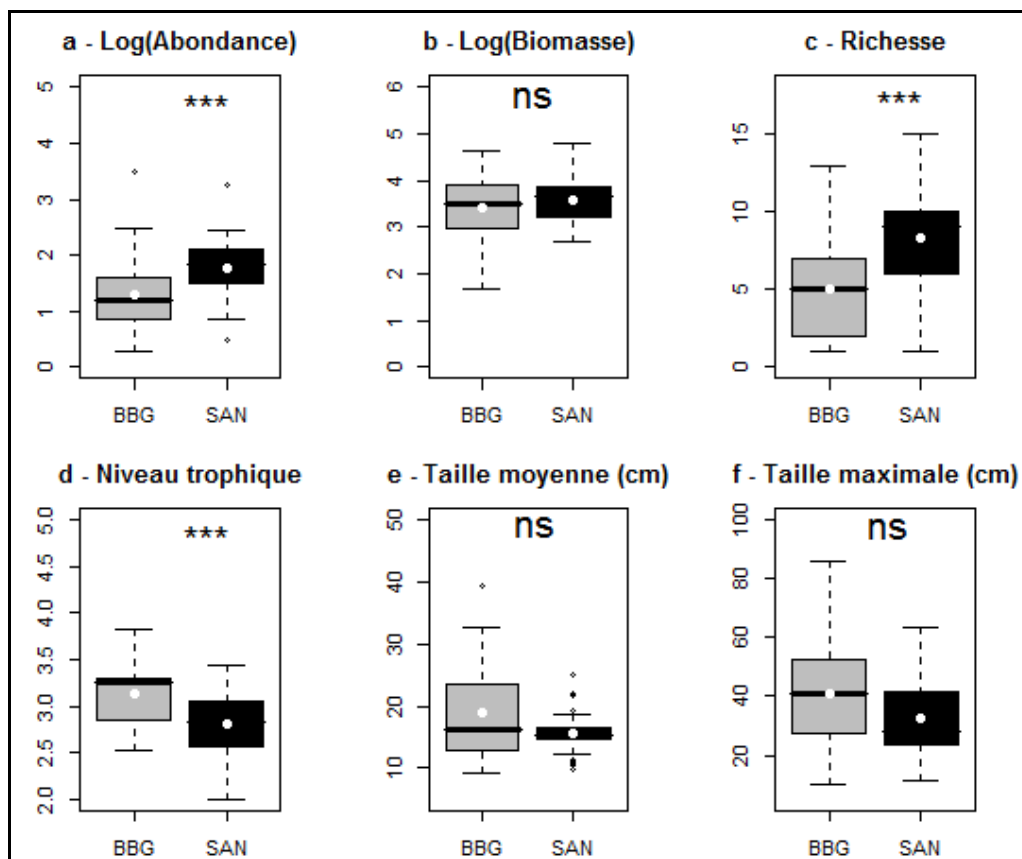 a - Log(Abondance)
b - Log(Biomasse)
c - Richesse
***
ns
***
5
4
3
2
1
0
6
5
4
3
2
1
0
15
10
5
0
BBG
SAN
BBG
SAN
BBG
SAN
d - Niveau trophique
e - Taille moyenne (cm)
f - Taille maximale (cm)
***
ns
ns
5.0
4.5
4.0
3.5
3.0
2.5
2.0
50
40
30
20
10
100
80
60
40
20
BBG
SAN
BBG
SAN
BBG
SAN